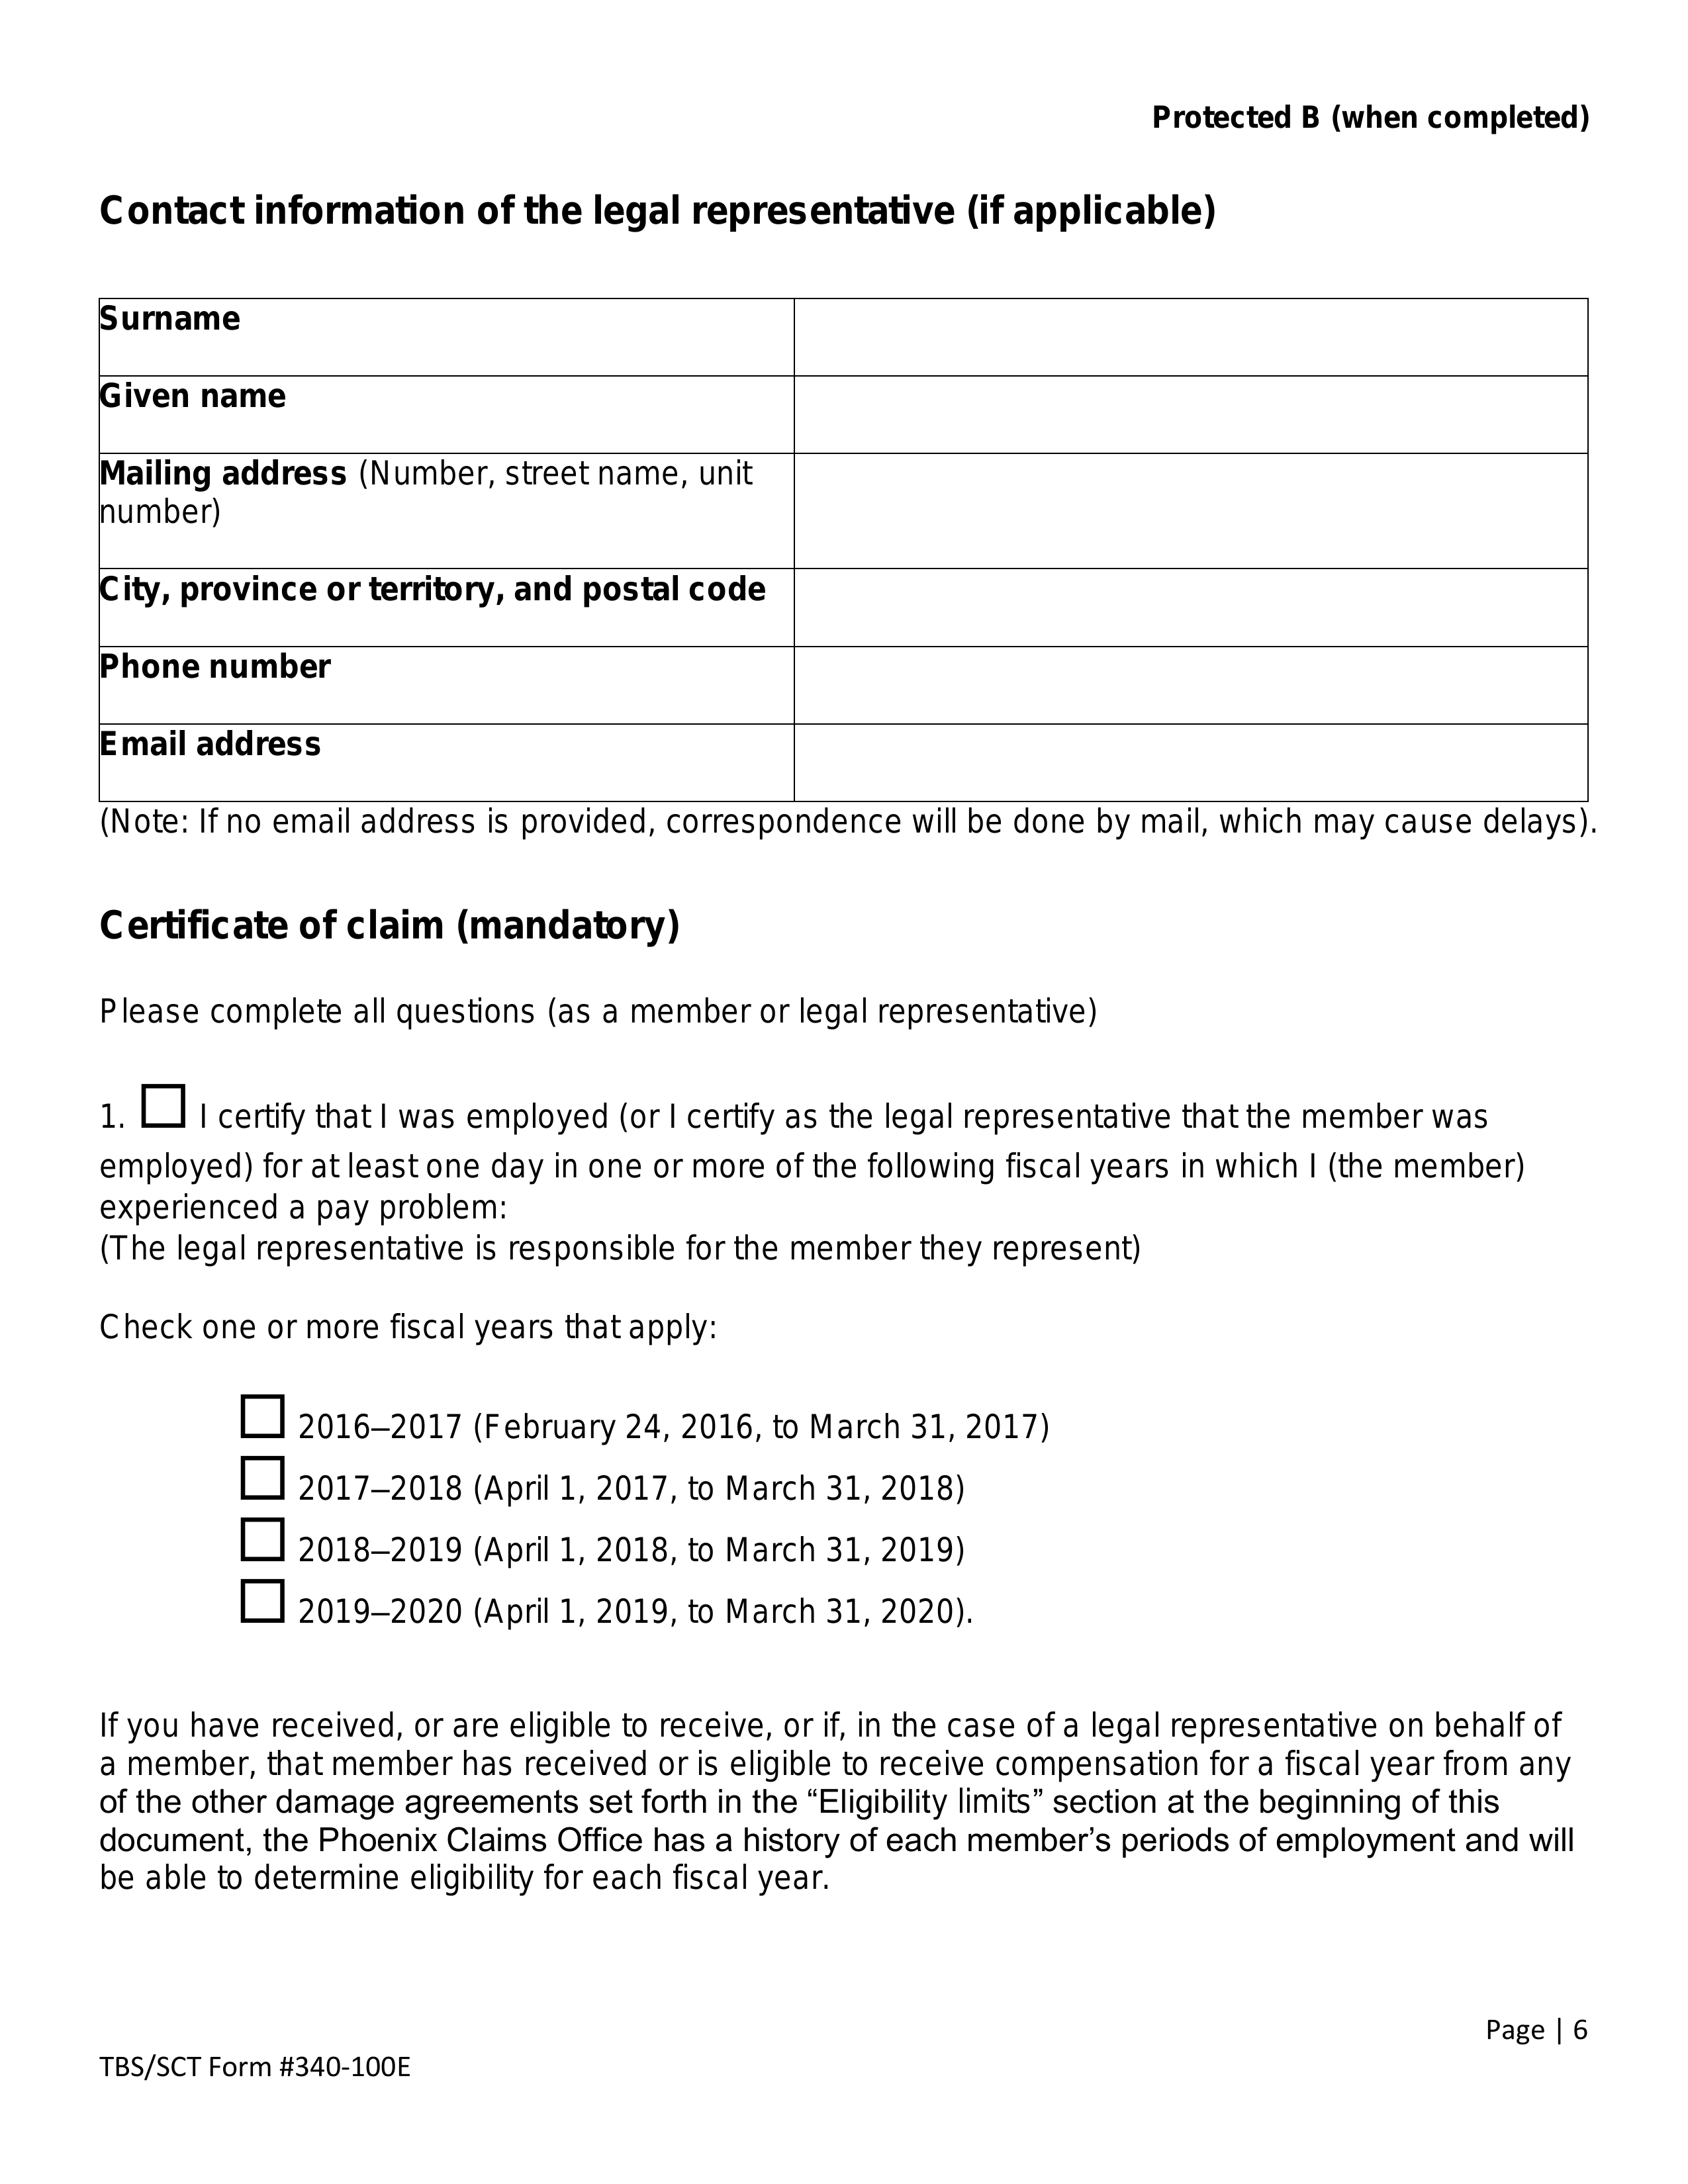 Protected B (when completed)
Contact information of the legal representative (if applicable)
Surname
Given name
Mailing address (Number, street name, unit
number)
City, province or territory, and postal code
Phone number
Email address
(Note: If no email address is provided, correspondence will be done by mail, which may cause delays).
Certificate of claim (mandatory)
Please complete all questions (as a member or legal representative)
1. ☐ I certify that I was employed (or I certify as the legal representative that the member was
employed) for at least one day in one or more of the following fiscal years in which I (the member)
experienced a pay problem:
(The legal representative is responsible for the member they represent)
Check one or more fiscal years that apply:
☐ 2016–2017 (February 24, 2016, to March 31, 2017)
☐ 2017–2018 (April 1, 2017, to March 31, 2018)
☐ 2018–2019 (April 1, 2018, to March 31, 2019)
☐ 2019–2020 (April 1, 2019, to March 31, 2020).
If you have received, or are eligible to receive, or if, in the case of a legal representative on behalf of
a member, that member has received or is eligible to receive compensation for a fiscal year from any
of the other damage agreements set forth in the “Eligibility limits” section at the beginning of this
document, the Phoenix Claims Office has a history of each member’s periods of employment and will
be able to determine eligibility for each fiscal year.
Page | 6
TBS/SCT Form #340-100E